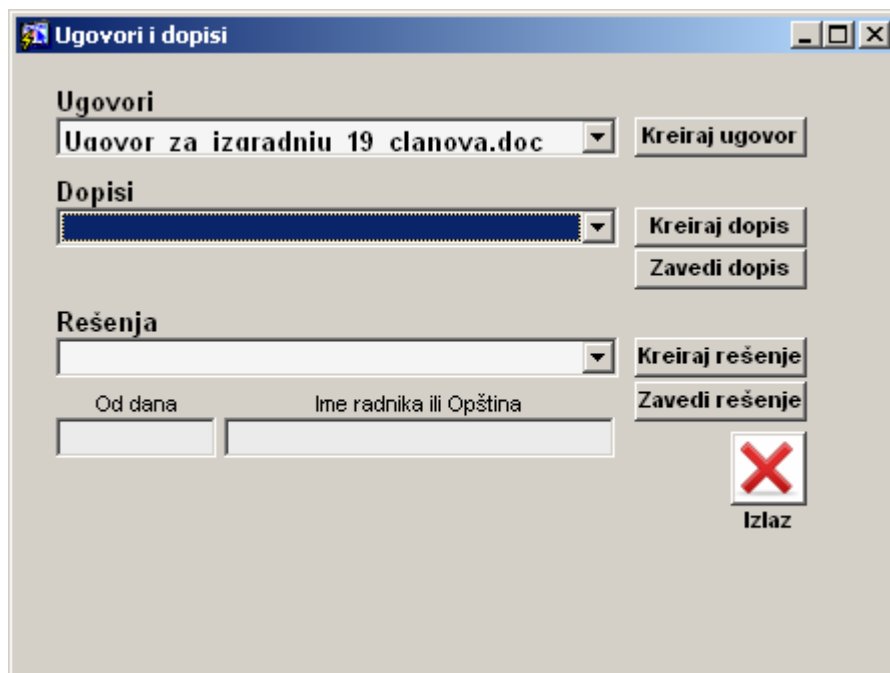 Ugovori i dopisi
Ugovori
Ugovor za izgradnju 19 clanova.doc
Kreiraj ugovor
Dopisi
Kreiraj dopis
Zavedi dopis
Rešenja
Kreiraj rešenje
Od dana
Ime radnika ili Opština
Zavedi rešenje
Izlaz